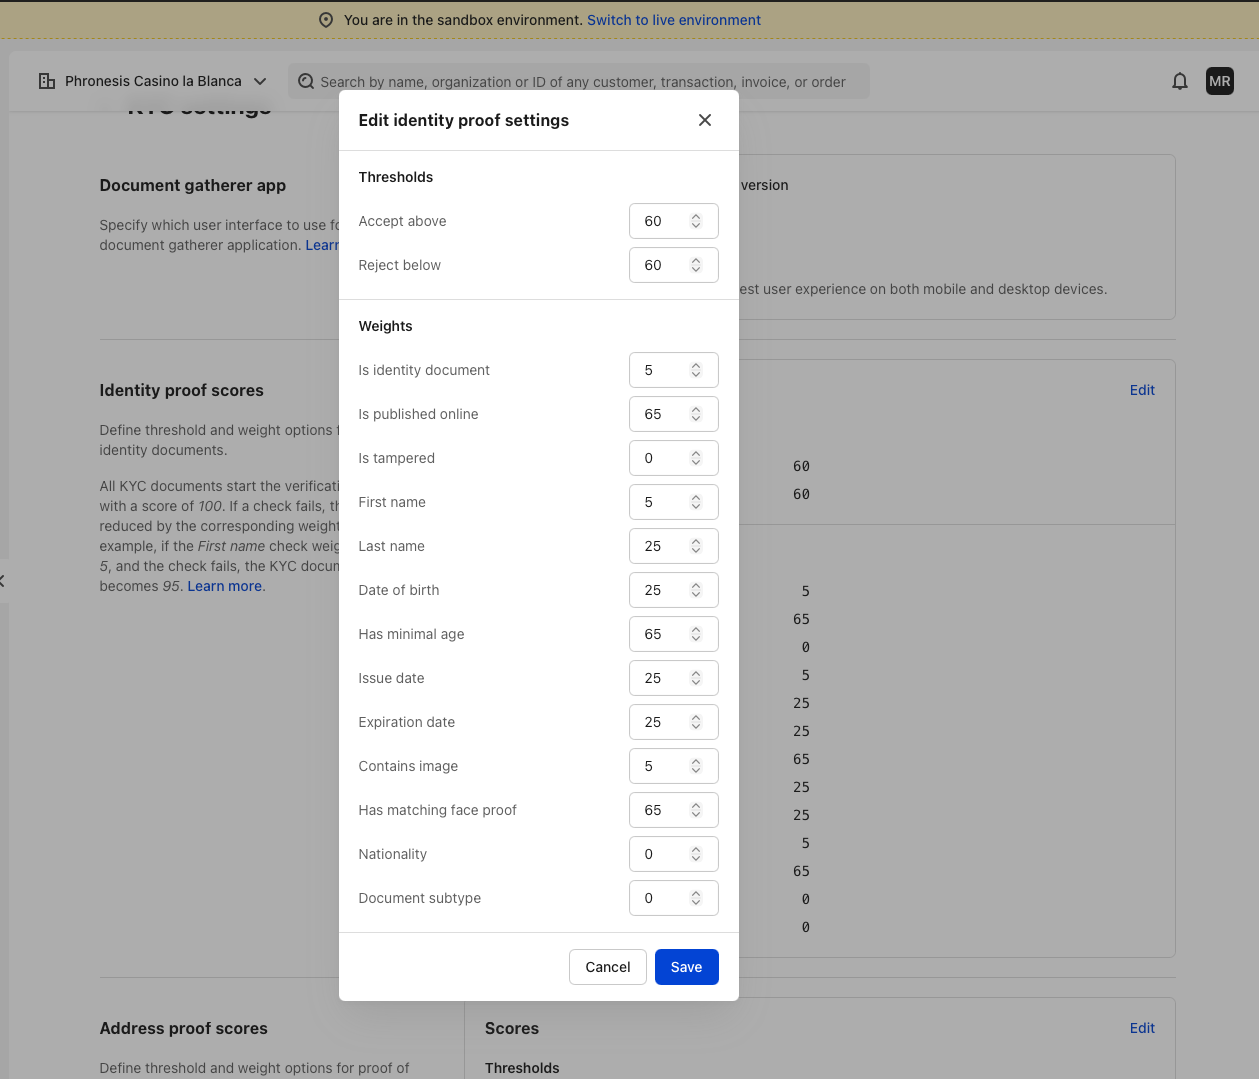 You are in the sandbox environment. Switch to live environment
Phronesis Casino la Blanca
Search by name, organization or ID of any customer, transaction, invoice, or order
MR
KYC settings
Edit identity proof settings
Thresholds
Accept above 60
Reject below 60
Weights
Is identity document 5
Is published online 65
Is tampered 0
First name 5
Last name 25
Date of birth 25
Has minimal age 65
Issue date 25
Expiration date 25
Contains image 5
Has matching face proof 65
Nationality 0
Document subtype 0
Cancel Save
Document gatherer app
Specify which user interface to use
document gatherer application.
version
est user experience on both mobile and desktop devices.
Identity proof scores
Edit
Define threshold and weight options
identity documents.
All KYC documents start the
with a score of 100. If a check fails,
reduced by the corresponding weight
example, if the First name check
5, and the check fails, the KYC
becomes 95. Learn more.
60
60
5
65
0
5
25
25
65
25
25
5
65
0
0
Address proof scores
Define threshold and weight options for proof of
Scores
Edit
Thresholds